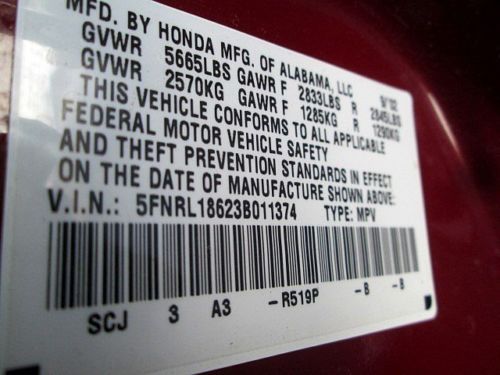 MFD. BY HONDA MFG. OF ALABAMA, LLC 9/02
GVWR 5665LBS GAWR F 2833LBS R 2845LBS
GVWR 2570KG GAWR F 1285KG R 1290KG
THIS VEHICLE CONFORMS TO ALL APPLICABLE
FEDERAL MOTOR VEHICLE SAFETY
AND THEFT PREVENTION STANDARDS IN EFFECT
ON THE DATE OF MANUFACTURE SHOWN ABOVE.
V.I.N.: 5FNRL18623B011374 TYPE: MPV
SCJ 3 A3 -R519P -B -B